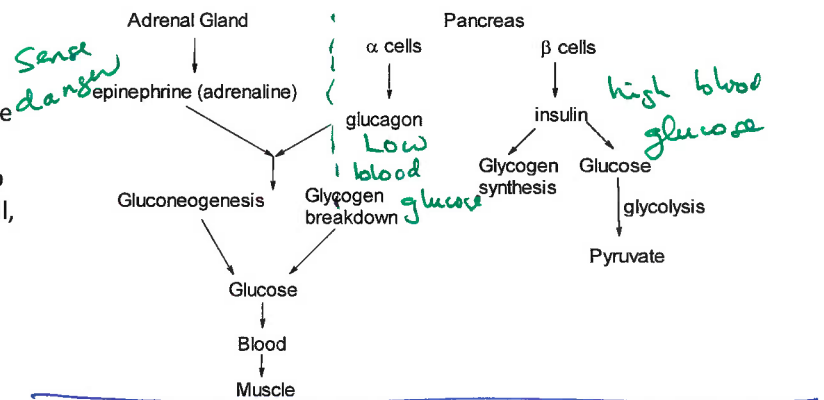 Adrenal Gland
Pancreas
α cells
β cells
Sense
danger
epinephrine (adrenaline)
e
glucagon
insulin
high blood
glucose
Low
blood
glucose
Glycogen
synthesis
Glucose
Gluconeogenesis
Glycogen
breakdown
glycolysis
l,
Pyruvate
Glucose
Blood
Muscle